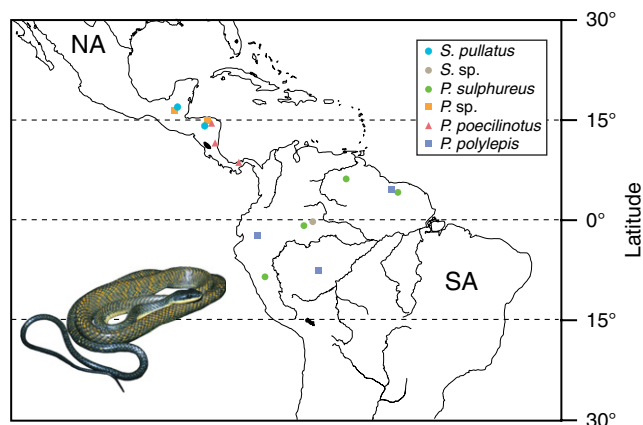 NA
S. pullatus
S. sp.
P. sulphureus
P. sp.
P. poecilinotus
P. polylepis
SA
30°
15°
0°
15°
30°
Latitude